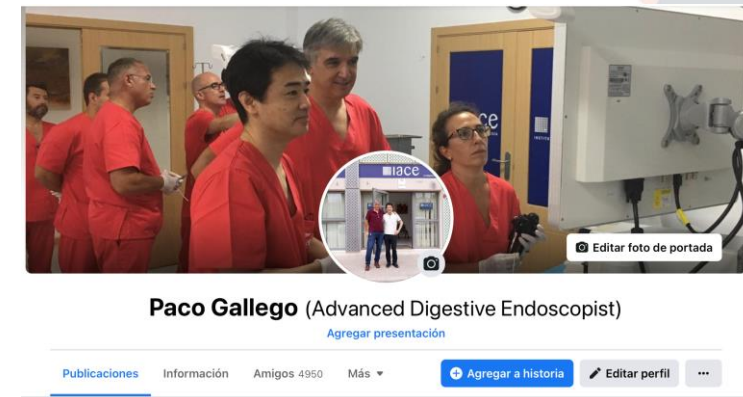 iace
iace
Editar foto de portada
Paco Gallego (Advanced Digestive Endoscopist)
Agregar presentación
Publicaciones
Información
Amigos 4950
Más
Agregar a historia
Editar perfil